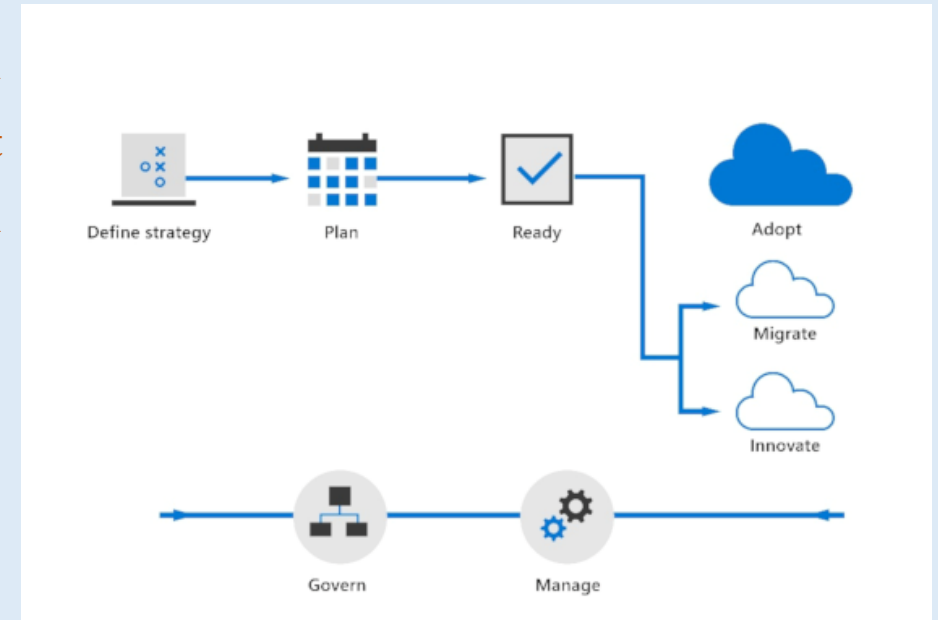 Define strategy
Plan
Ready
Adopt
Migrate
Innovate
Govern
Manage